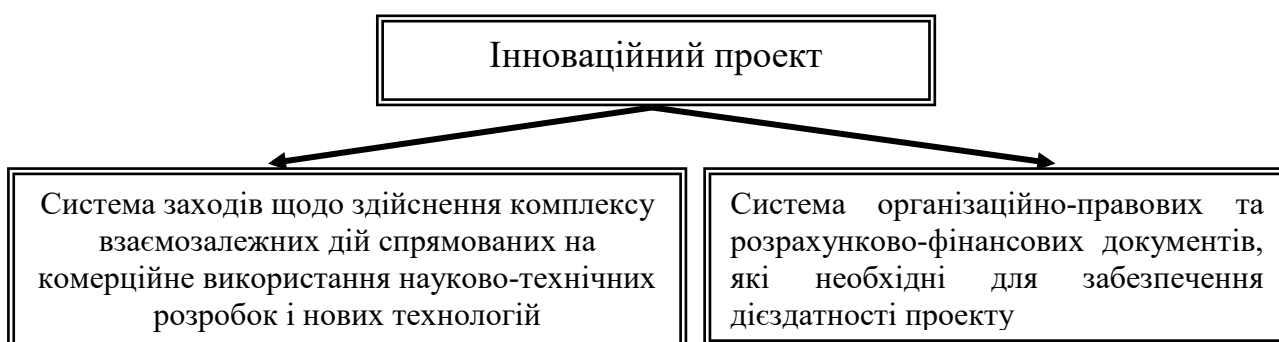 Інноваційний проект
Система заходів щодо здійснення комплексу
взаємозалежних дій спрямованих на
комерційне використання науково-технічних
розробок і нових технологій
Система організаційно-правових та
розрахунково-фінансових документів,
які необхідні для забезпечення
дієздатності проекту